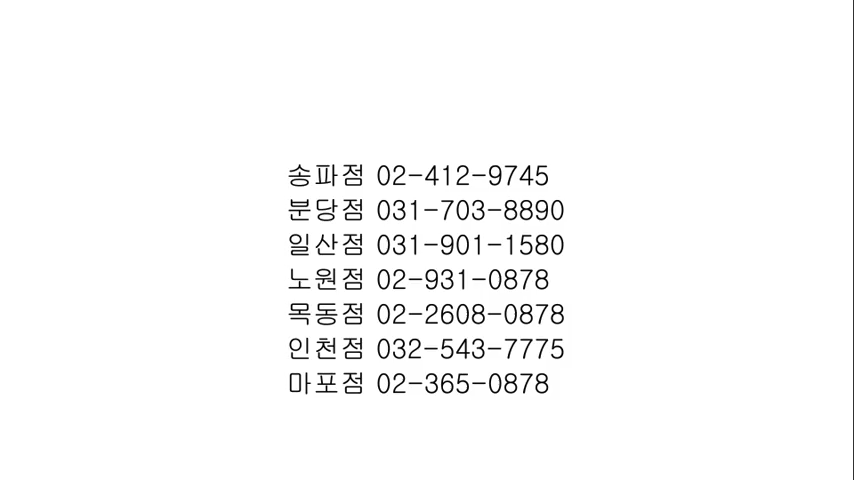 송파점 02-412-9745
분당점 031-703-8890
일산점 031-901-1580
노원점 02-931-0878
목동점 02-2608-0878
인천점 032-543-7775
마포점 02-365-0878